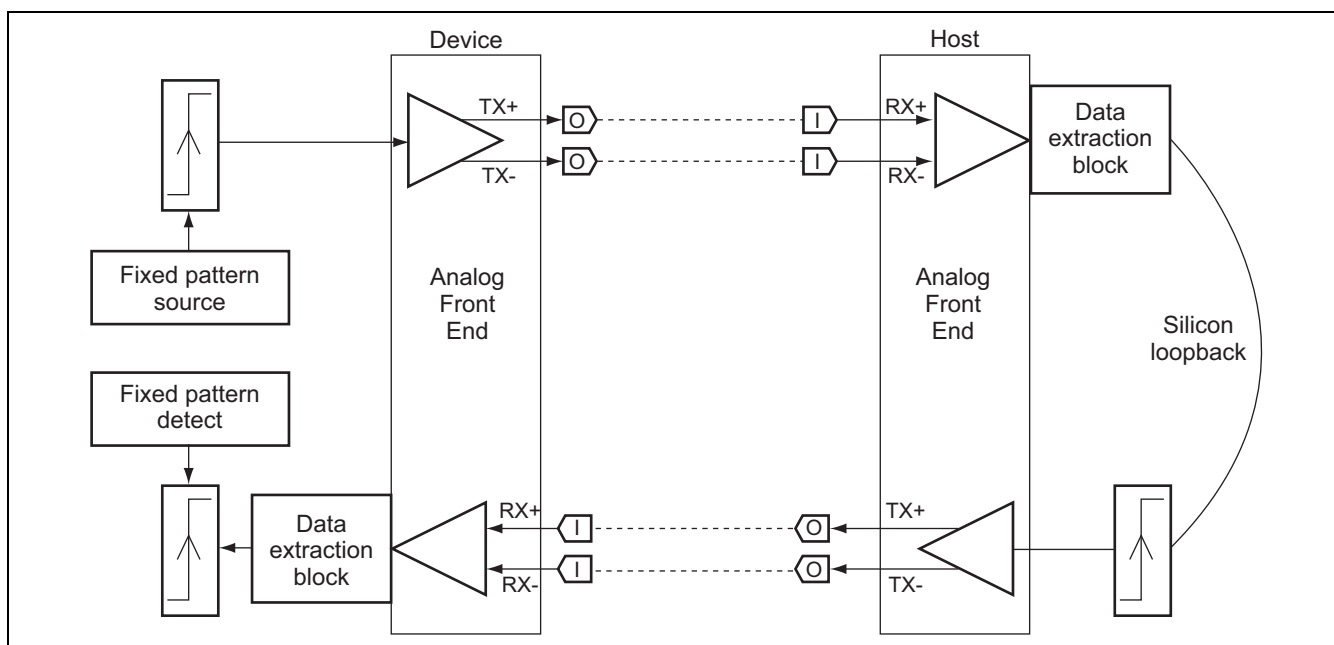 Device
Host
TX+
O
I
RX+
TX-
O
I
RX-
Data
extraction
block
Fixed pattern
source
Analog
Front
End
Analog
Front
End
Silicon
loopback
Fixed pattern
detect
Data
extraction
block
RX+
I
O
TX+
RX-
I
O
TX-